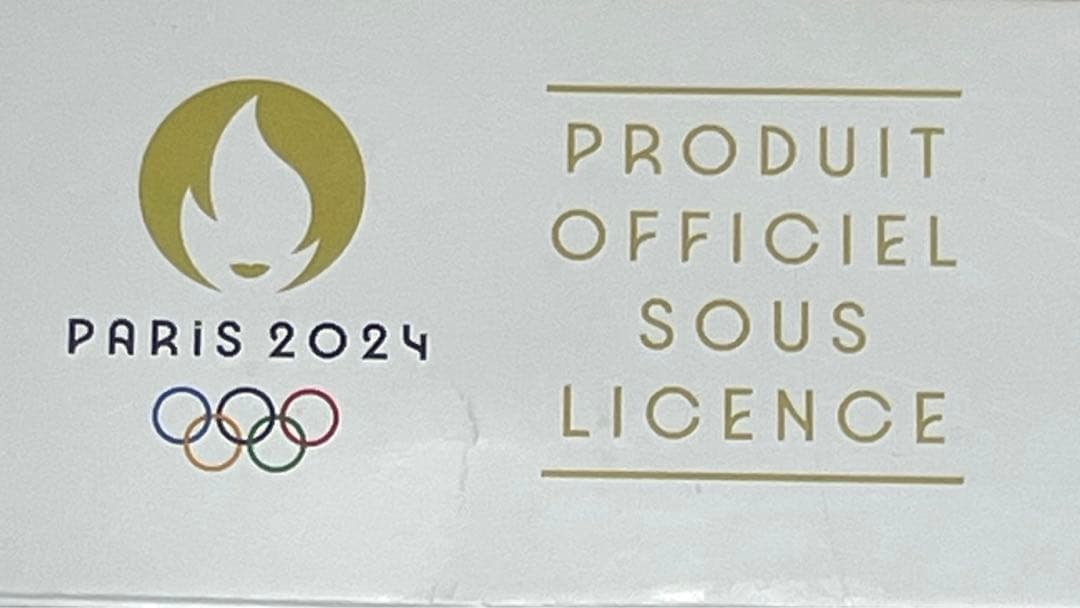 PARiS 2024
PRODUIT
OFFICIEL
SOUS
LICENCE